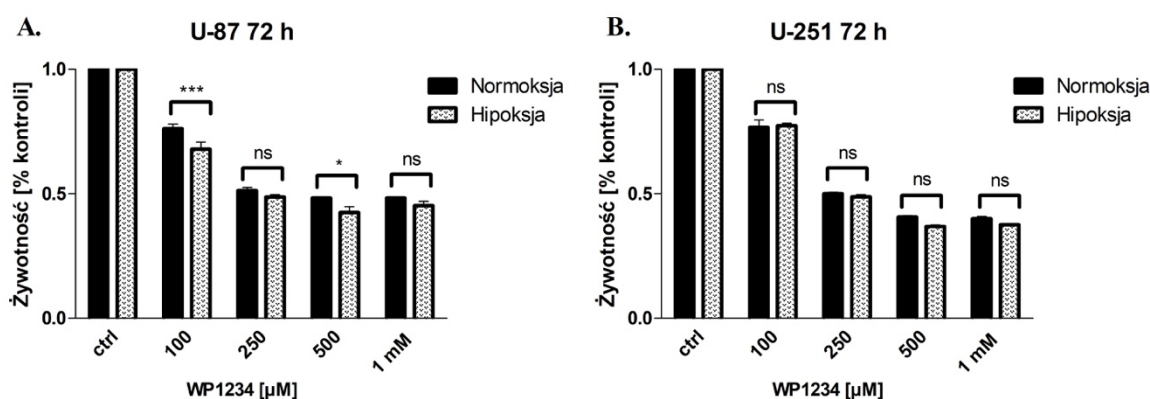 A.
U-87 72 h
Żywotność [% kontroli]
1.0
0.5
0.0
***
ns
*
ns
Normoksja
Hipoksja
ctrl
100
250
500
1 mM
WP1234 [µM]
B.
U-251 72 h
Żywotność [% kontroli]
1.0
0.5
0.0
ns
ns
ns
ns
Normoksja
Hipoksja
ctrl
100
250
500
1 mM
WP1234 [µM]